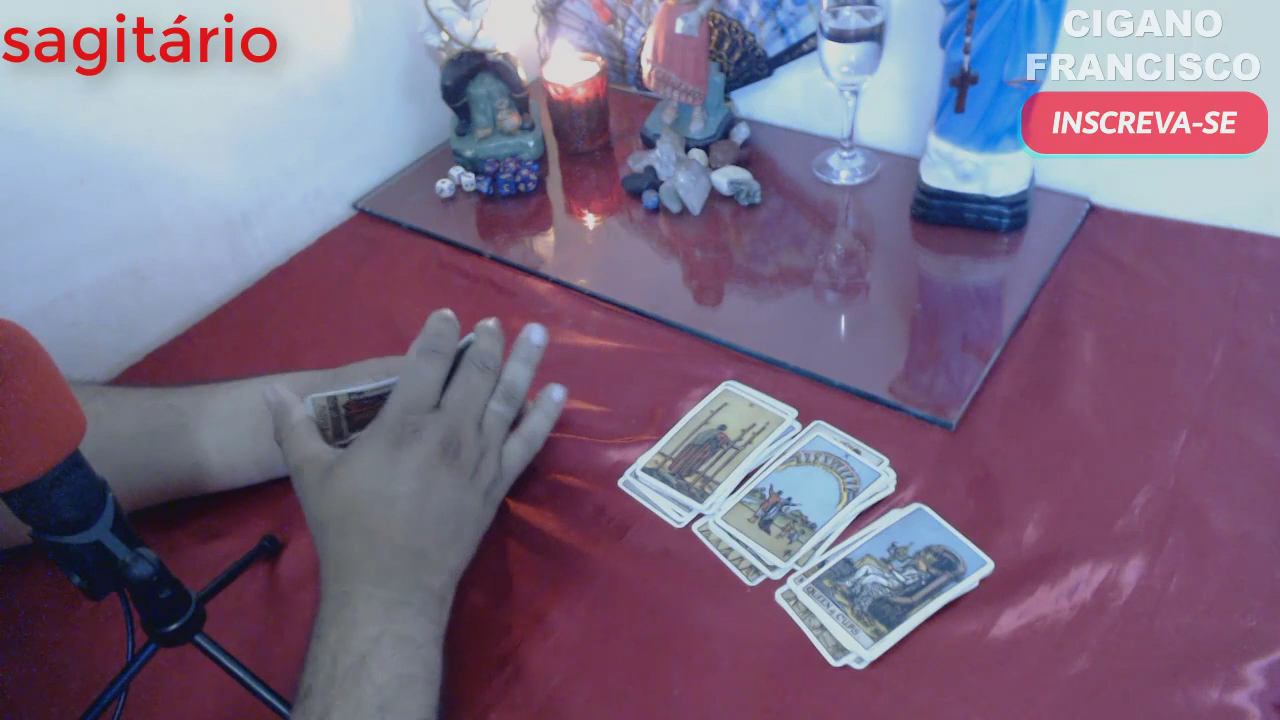 sagitário
CIGANO
FRANCISCO
INSCREVA-SE
QUEEN of CUPS